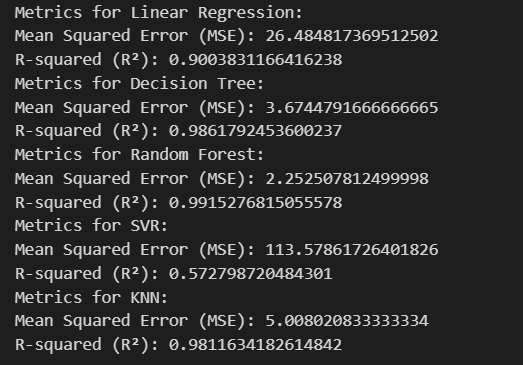 Metrics for Linear Regression:
Mean Squared Error (MSE): 26.484817369512502
R-squared (R²): 0.9003831166416238
Metrics for Decision Tree:
Mean Squared Error (MSE): 3.6744791666666665
R-squared (R²): 0.9861792453600237
Metrics for Random Forest:
Mean Squared Error (MSE): 2.252507812499998
R-squared (R²): 0.9915276815055578
Metrics for SVR:
Mean Squared Error (MSE): 113.57861726401826
R-squared (R²): 0.572798720484301
Metrics for KNN:
Mean Squared Error (MSE): 5.008020833333334
R-squared (R²): 0.9811634182614842